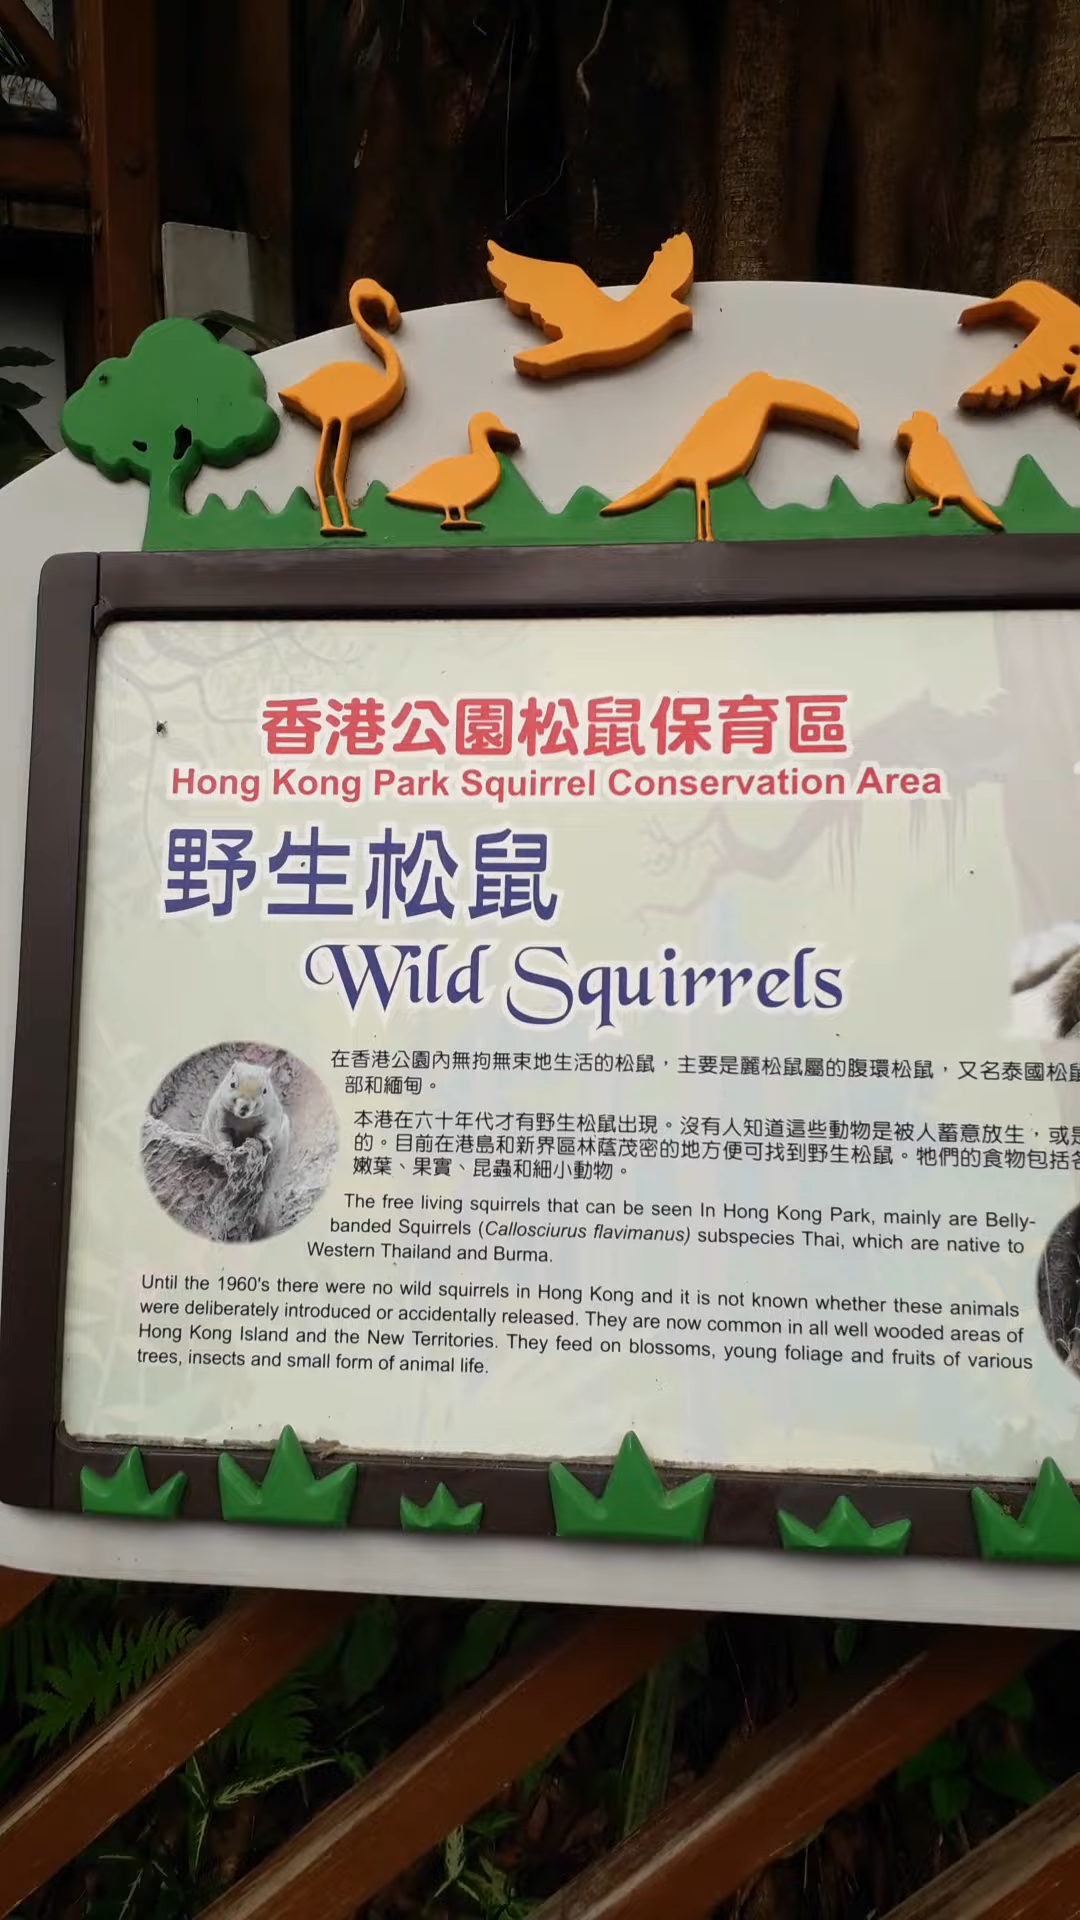 香港公園松鼠保育區
Hong Kong Park Squirrel Conservation Area
野生松鼠
Wild Squirrels
在香港公園內無拘無束地生活的松鼠，主要是麗松鼠屬的腹環松鼠，又名泰國松鼠
部和緬甸。
本港在六十年代才有野生松鼠出現。沒有人知道這些動物是被人蓄意放生，或是
的。目前在港島和新界區林蔭茂密的地方便可找到野生松鼠。牠們的食物包括各
嫩葉、果實、昆蟲和細小動物。
The free living squirrels that can be seen In Hong Kong Park, mainly are Belly-
banded Squirrels (Callosciurus flavimanus) subspecies Thai, which are native to
Western Thailand and Burma.
Until the 1960's there were no wild squirrels in Hong Kong and it is not known whether these animals
were deliberately introduced or accidentally released. They are now common in all well wooded areas of
Hong Kong Island and the New Territories. They feed on blossoms, young foliage and fruits of various
trees, insects and small form of animal life.